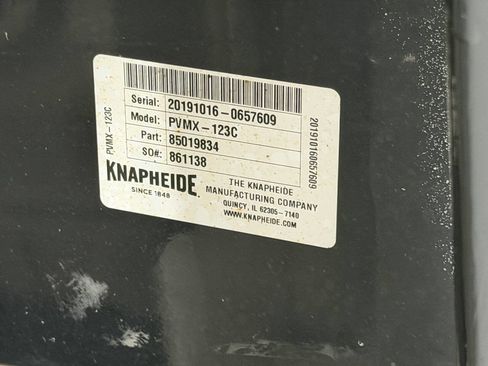 Serial: 20191016-0657609
Model: PVMX-123C
Part: 85019834
SO#: 861138
KNAPHEIDE.
SINCE 1848
THE KNAPHEIDE
MANUFACTURING COMPANY
QUINCY, IL 62305-7140
WWW.KNAPHEIDE.COM
PVMX-123C
201910160657609